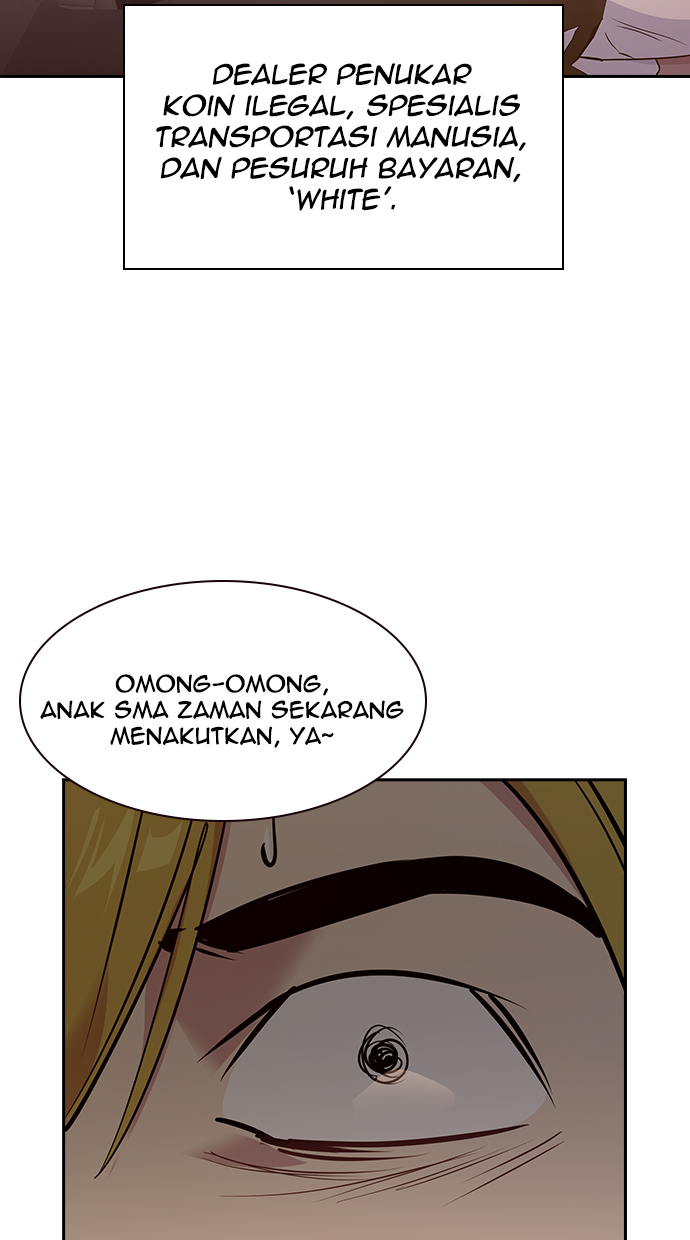 DEALER PENUKAR
KOIN ILEGAL, SPESIALIS
TRANSPORTASI MANUSIA,
DAN PESURUH BAYARAN,
‘WHITE’.
OMONG-OMONG,
ANAK SMA ZAMAN SEKARANG
MENAKUTKAN, YA~